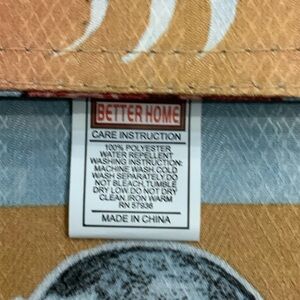 BETTER HOME
CARE INSTRUCTION
100% POLYESTER
WATER REPELLENT
WASHING INSTRUCTION:
MACHINE WASH COLD
WASH SEPARATELY.DO
NOT BLEACH,TUMBLE
DRY LOW.DO NOT DRY
CLEAN.IRON WARM
RN 57936
MADE IN CHINA